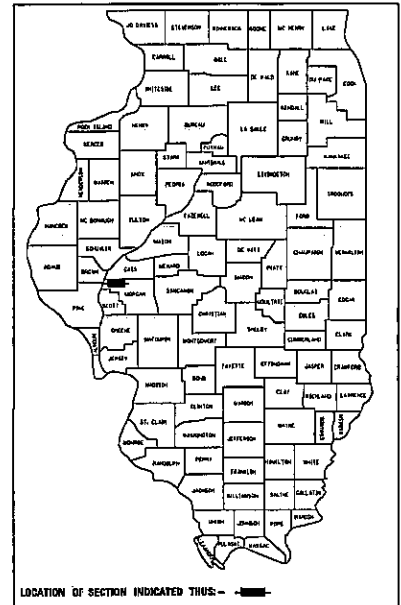 JO DAVIESS STEPHENSON WINNEBAGO BOONE MC HENRY LAKE
CARROLL OGLE DE KALB KANE DU PAGE COOK
WHITESIDE LEE KENDALL WILL
ROCK ISLAND HENRY BUREAU LA SALLE GRUNDY
MERCER STARK PUTNAM KANKAKEE
HENDERSON WARREN KNOX MARSHALL LIVINGSTON
PEORIA WOODFORD IROQUOIS
HANCOCK MC DONOUGH FULTON TAZEWELL MC LEAN FORD
SCHUYLER MASON LOGAN DE WITT CHAMPAIGN VERMILION
ADAMS BROWN CASS MENARD MACON PIATT
PIKE SCOTT MORGAN SANGAMON MOULTRIE DOUGLAS EDGAR
GREENE CHRISTIAN COLES
CALHOUN JERSEY MACOUPIN MONTGOMERY SHELBY CUMBERLAND CLARK
MADISON BOND FAYETTE EFFINGHAM JASPER CRAWFORD
CLINTON MARION CLAY RICHLAND LAWRENCE
ST. CLAIR WASHINGTON JEFFERSON WAYNE EDWARDS WABASH
MONROE RANDOLPH PERRY FRANKLIN HAMILTON WHITE
JACKSON WILLIAMSON SALINE GALLATIN
UNION JOHNSON POPE HARDIN
PULASKI MASSAC
LOCATION OF SECTION INDICATED THUS:-